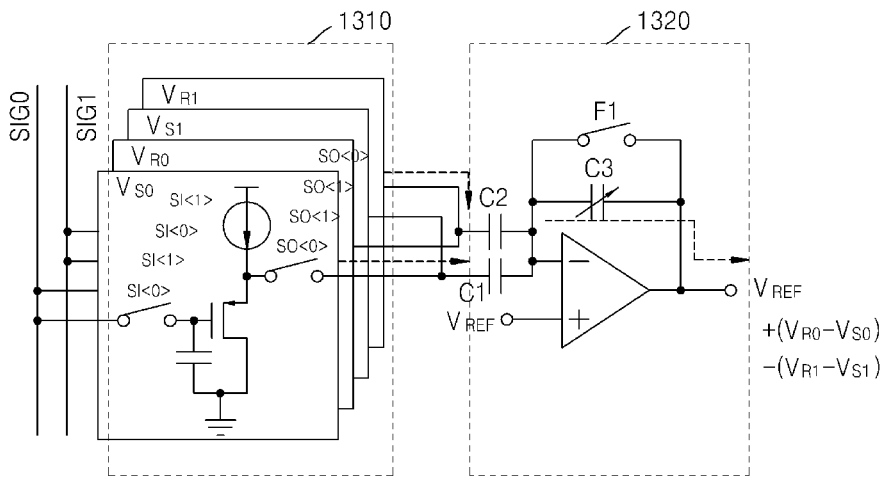 1310
1320
SIG0
SIG1
VR1
VS1
VR0
VS0
SO<0>
SO<1>
SO<1>
SO<0>
SI<1>
SI<0>
SI<1>
SI<0>
F1
C3
C2
C1
VREF
−
+
VREF
+(VR0−VS0)
−(VR1−VS1)